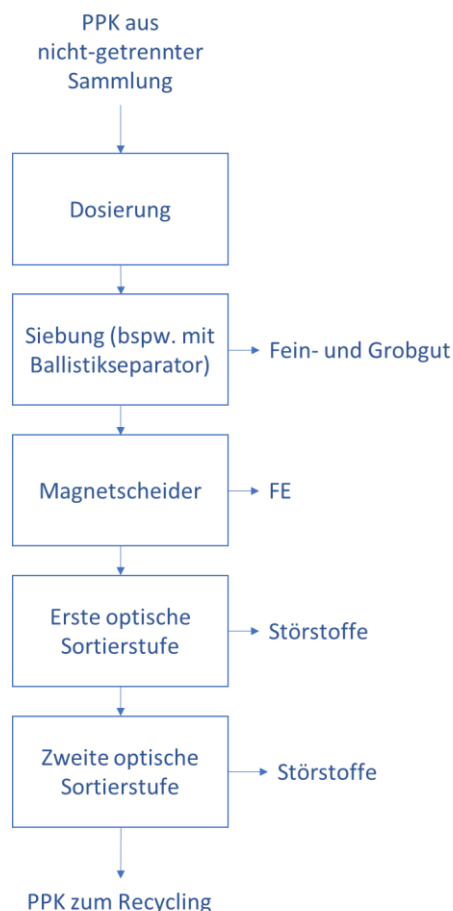 PPK aus
nicht-getrennter
Sammlung
Dosierung
Siebung (bspw. mit
Ballistikseparator)
Fein- und Grobgut
Magnetscheider
FE
Erste optische
Sortierstufe
Störstoffe
Zweite optische
Sortierstufe
Störstoffe
PPK zum Recycling